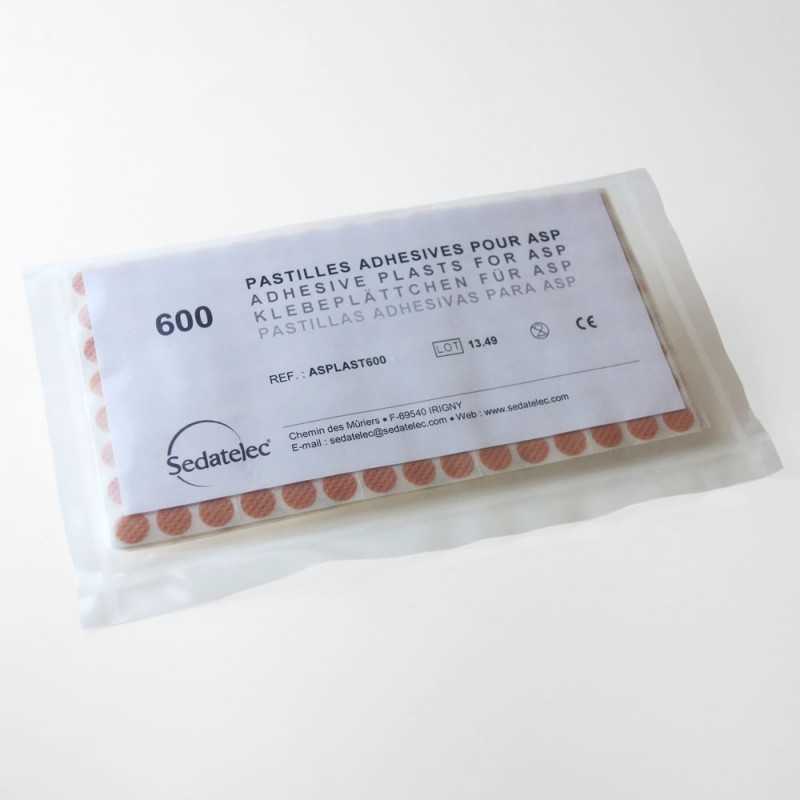 600
PASTILLES ADHESIVES POUR ASP
ADHESIVE PLASTS FOR ASP
KLEBEPLÄTTCHEN FÜR ASP
PASTILLAS ADHESIVAS PARA ASP
REF. : ASPLAST600
LOT 13.49
CE
Sedatelec®
Chemin des Mûriers • F-69540 IRIGNY
E-mail : sedatelec@sedatelec.com • Web : www.sedatelec.com